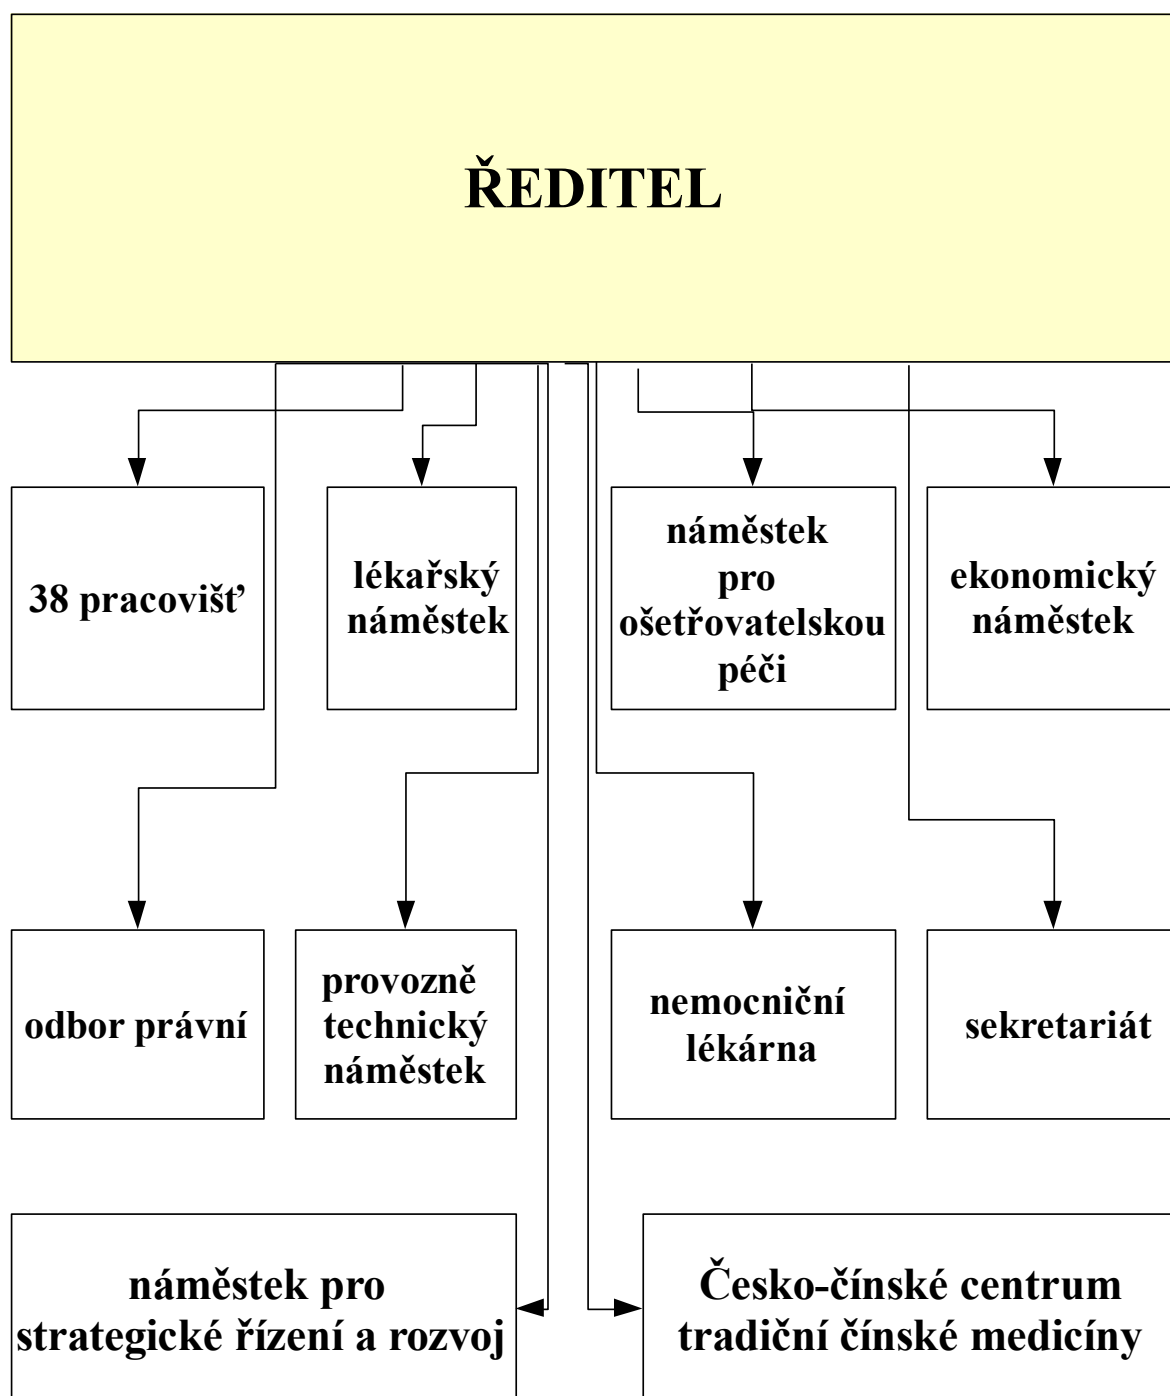 ŘEDITEL
38 pracovišť
lékařský
náměstek
náměstek
pro
ošetřovatelskou
péči
ekonomický
náměstek
odbor právní
provozně
technický
náměstek
nemocniční
lékárna
sekretariát
náměstek pro
strategické řízení a rozvoj
Česko-čínské centrum
tradiční čínské medicíny